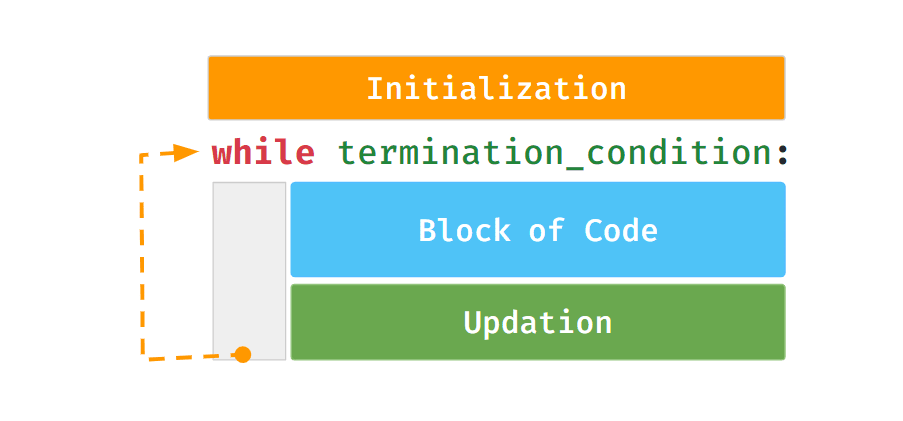 Initialization
while termination_condition:
Block of Code
Updation